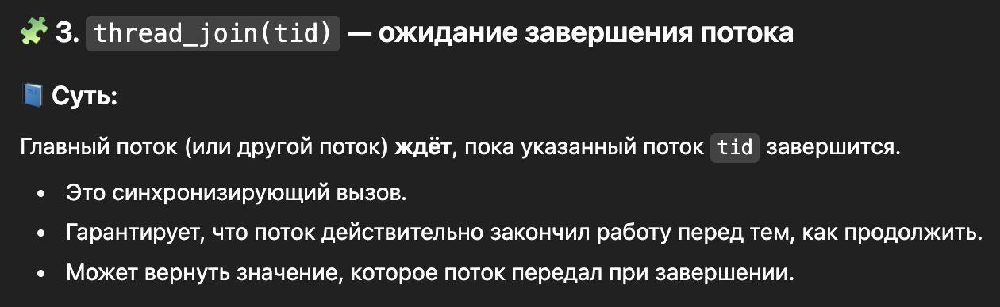 🧩 3. thread_join(tid) — ожидание завершения потока
📘 Суть:
Главный поток (или другой поток) ждёт, пока указанный поток tid завершится.
• Это синхронизирующий вызов.
• Гарантирует, что поток действительно закончил работу перед тем, как продолжить.
• Может вернуть значение, которое поток передал при завершении.